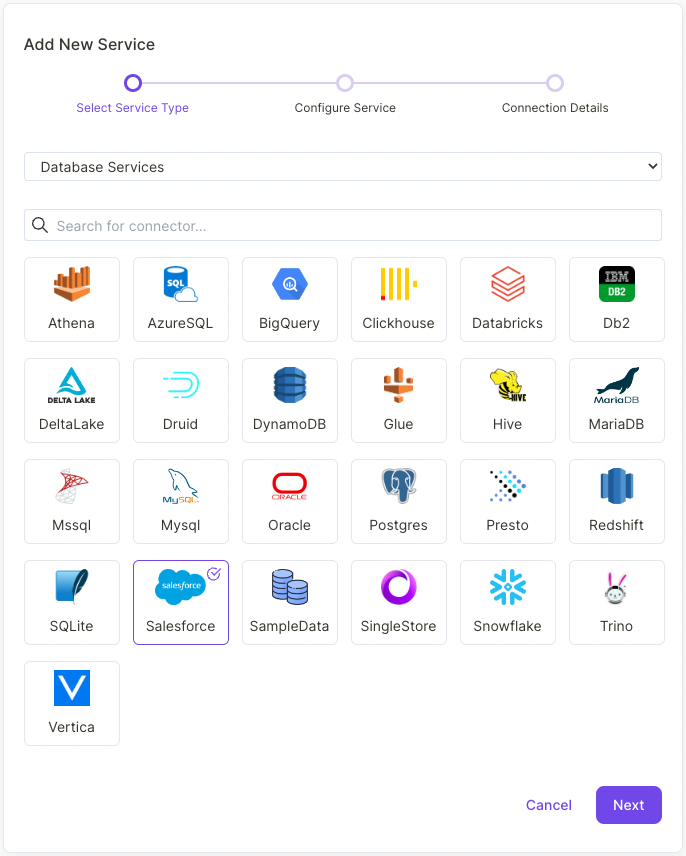 Add New Service
Select Service Type
Configure Service
Connection Details
Database Services
Search for connector...
Athena
SQL
AzureSQL
BigQuery
Clickhouse
Databricks
IBM
DB2
Db2
DELTA LAKE
DeltaLake
Druid
DynamoDB
Glue
HIVE
Hive
MariaDB
MariaDB
Mssql
MySQL
Mysql
ORACLE
Oracle
Postgres
Presto
Redshift
SQLite
salesforce
Salesforce
SampleData
SingleStore
Snowflake
Trino
Vertica
Cancel
Next